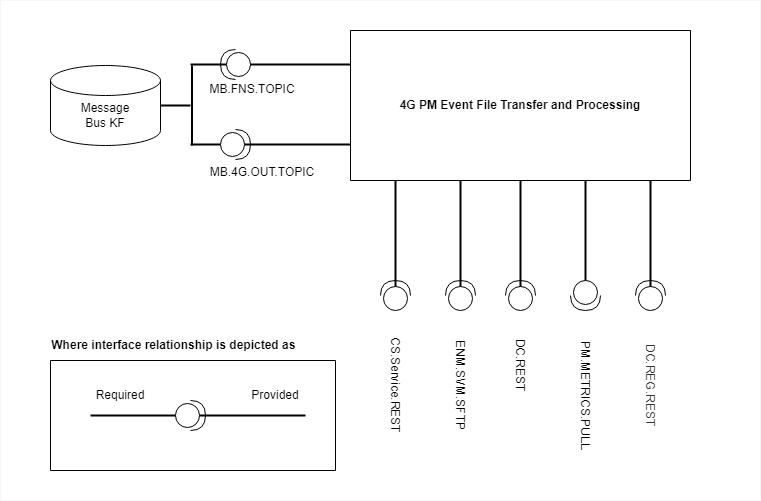 MB.FNS.TOPIC
Message
Bus KF
4G PM Event File Transfer and Processing
MB.4G.OUT.TOPIC
CS.Service.REST
ENM.SVM.SFTP
DC.REST
PM.METRICS.PULL
DC.REG.REST
Where interface relationship is depicted as
Required
Provided